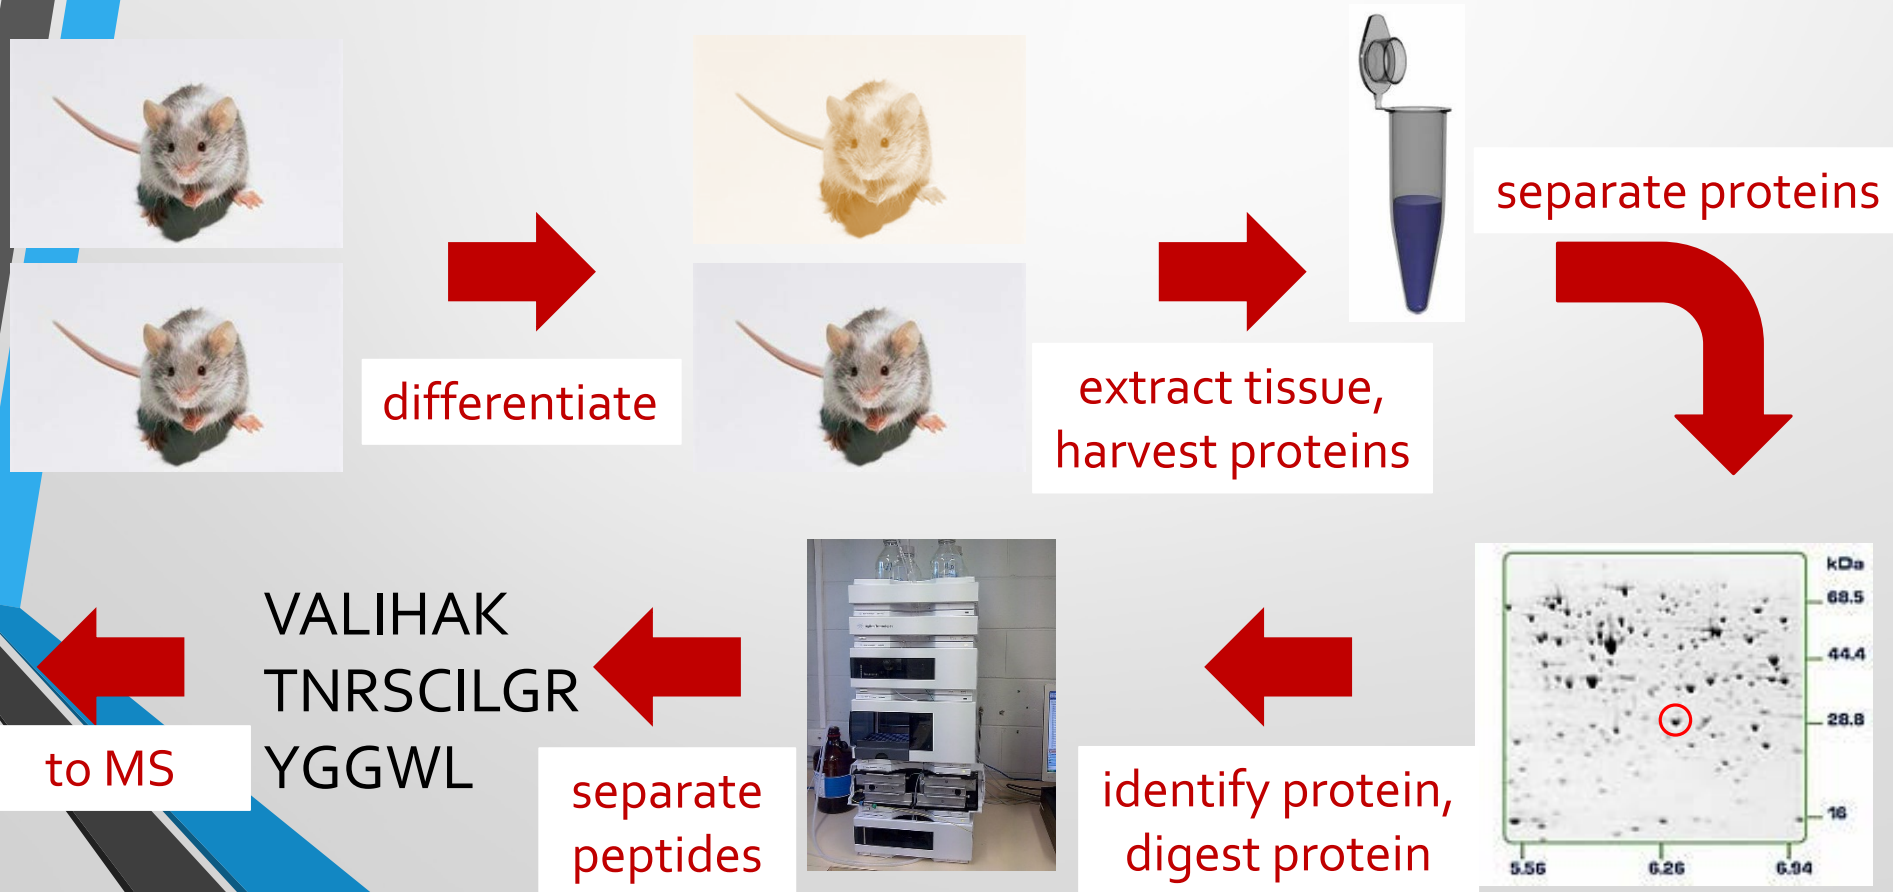 separate proteins
differentiate
extract tissue,
harvest proteins
VALIHAK
TNRSCILGR
YGGWL
to MS
separate
peptides
identify protein,
digest protein
kDa
68.5
44.4
28.8
16
5.56 6.26 6.94